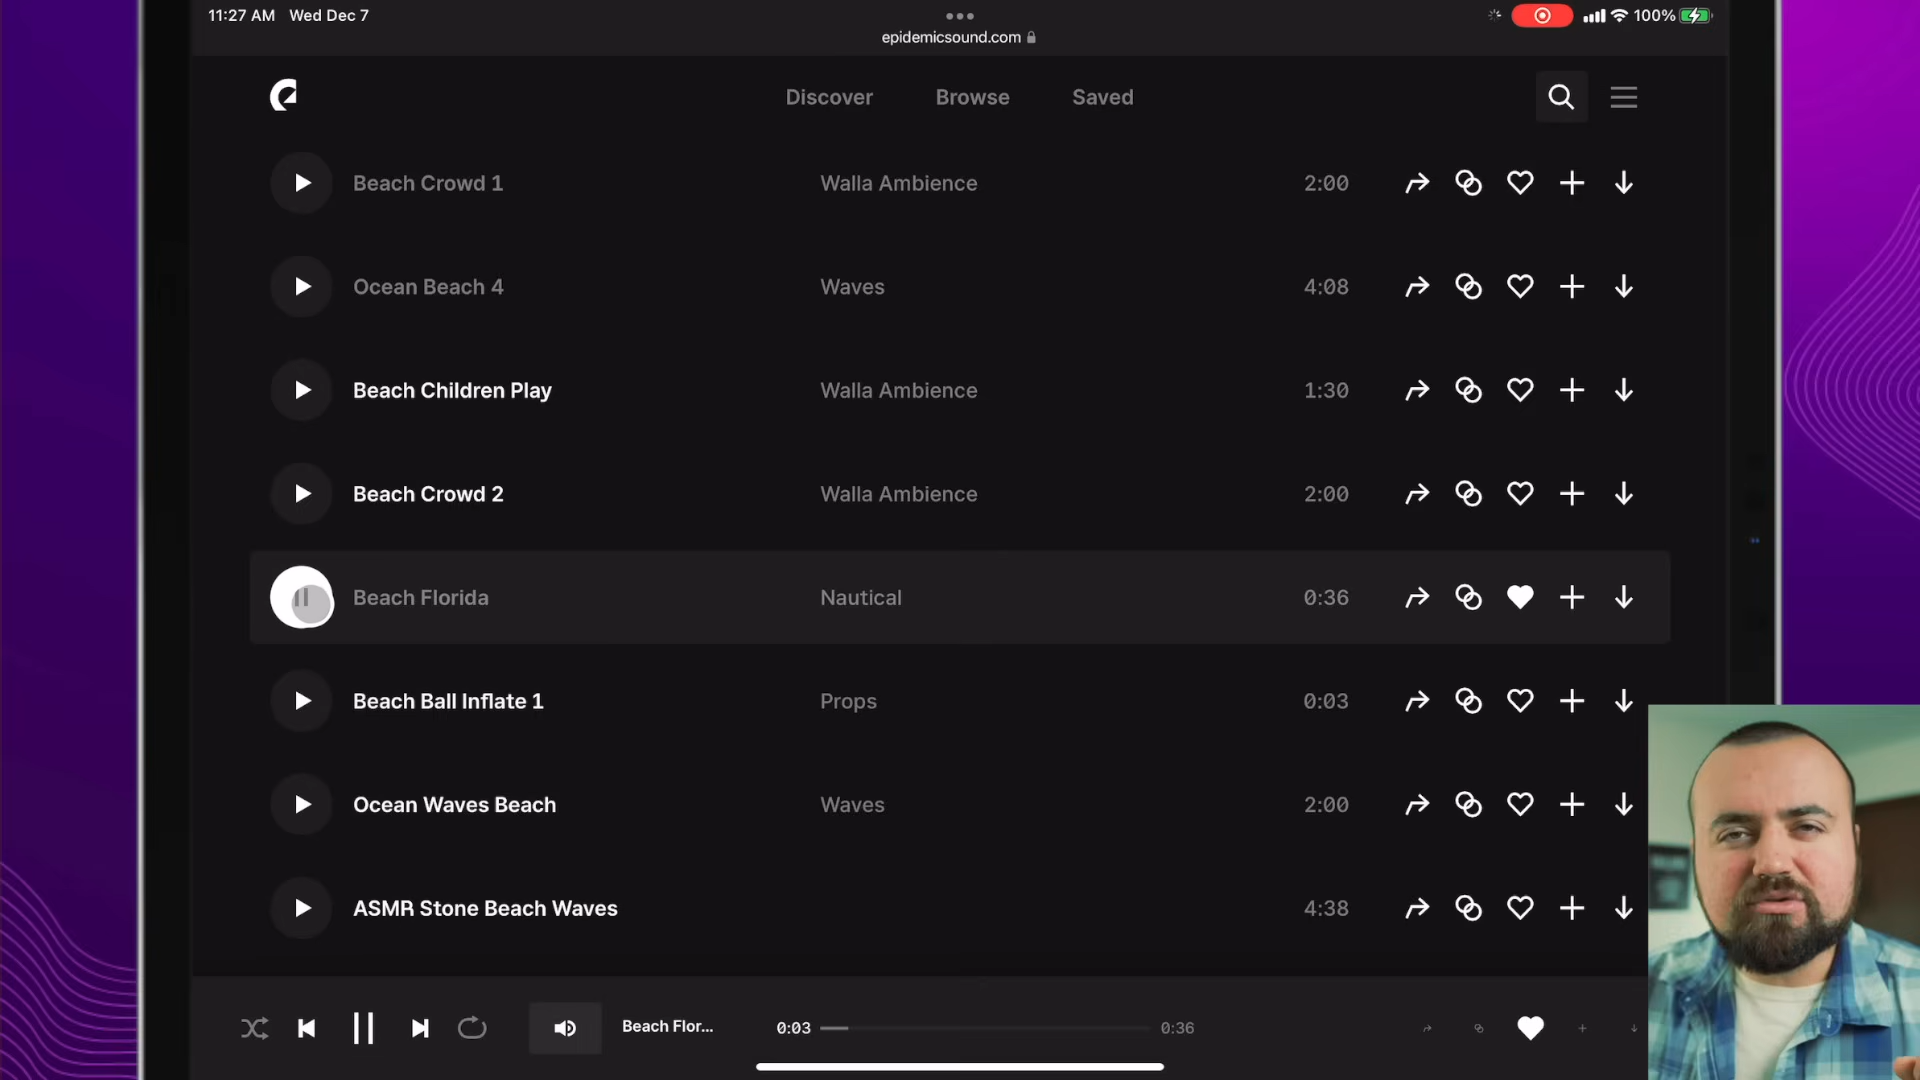 11:27 AM Wed Dec 7
100%
epidemicsound.com
Discover Browse Saved
Beach Crowd 1 Walla Ambience 2:00
Ocean Beach 4 Waves 4:08
Beach Children Play Walla Ambience 1:30
Beach Crowd 2 Walla Ambience 2:00
Beach Florida Nautical 0:36
Beach Ball Inflate 1 Props 0:03
Ocean Waves Beach Waves 2:00
ASMR Stone Beach Waves 4:38
Beach Flor... 0:03 0:36